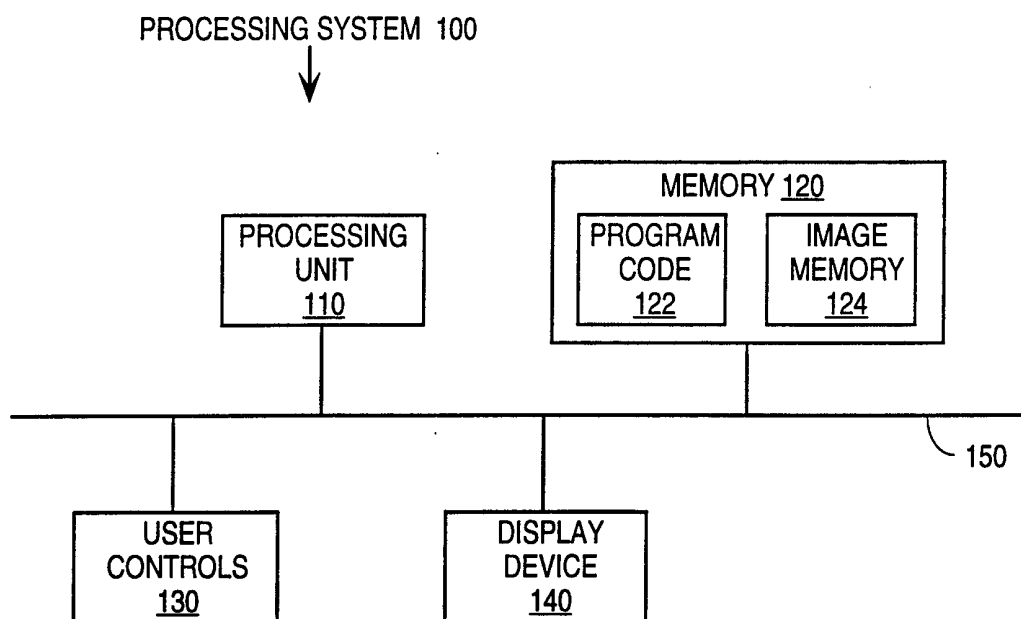 PROCESSING SYSTEM 100
MEMORY 120
PROCESSING
UNIT
110
PROGRAM
CODE
122
IMAGE
MEMORY
124
150
USER
CONTROLS
130
DISPLAY
DEVICE
140